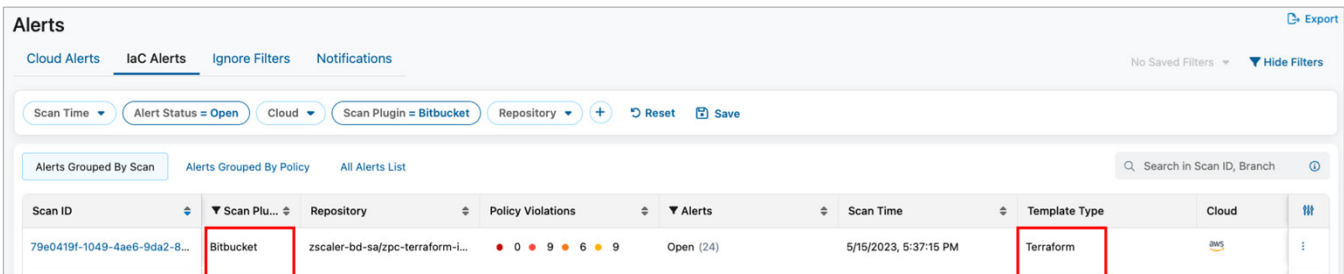 Alerts
Export
Cloud Alerts IaC Alerts Ignore Filters Notifications
No Saved Filters Hide Filters
Scan Time Alert Status = Open Cloud Scan Plugin = Bitbucket Repository + Reset Save
Alerts Grouped By Scan Alerts Grouped By Policy All Alerts List Search in Scan ID, Branch
Scan ID Scan Plu... Repository Policy Violations Alerts Scan Time Template Type Cloud
79e0419f-1049-4ae6-9da2-8... Bitbucket zscaler-bd-sa/zpc-terraform-i... 0 9 6 9 Open (24) 5/15/2023, 5:37:15 PM Terraform aws